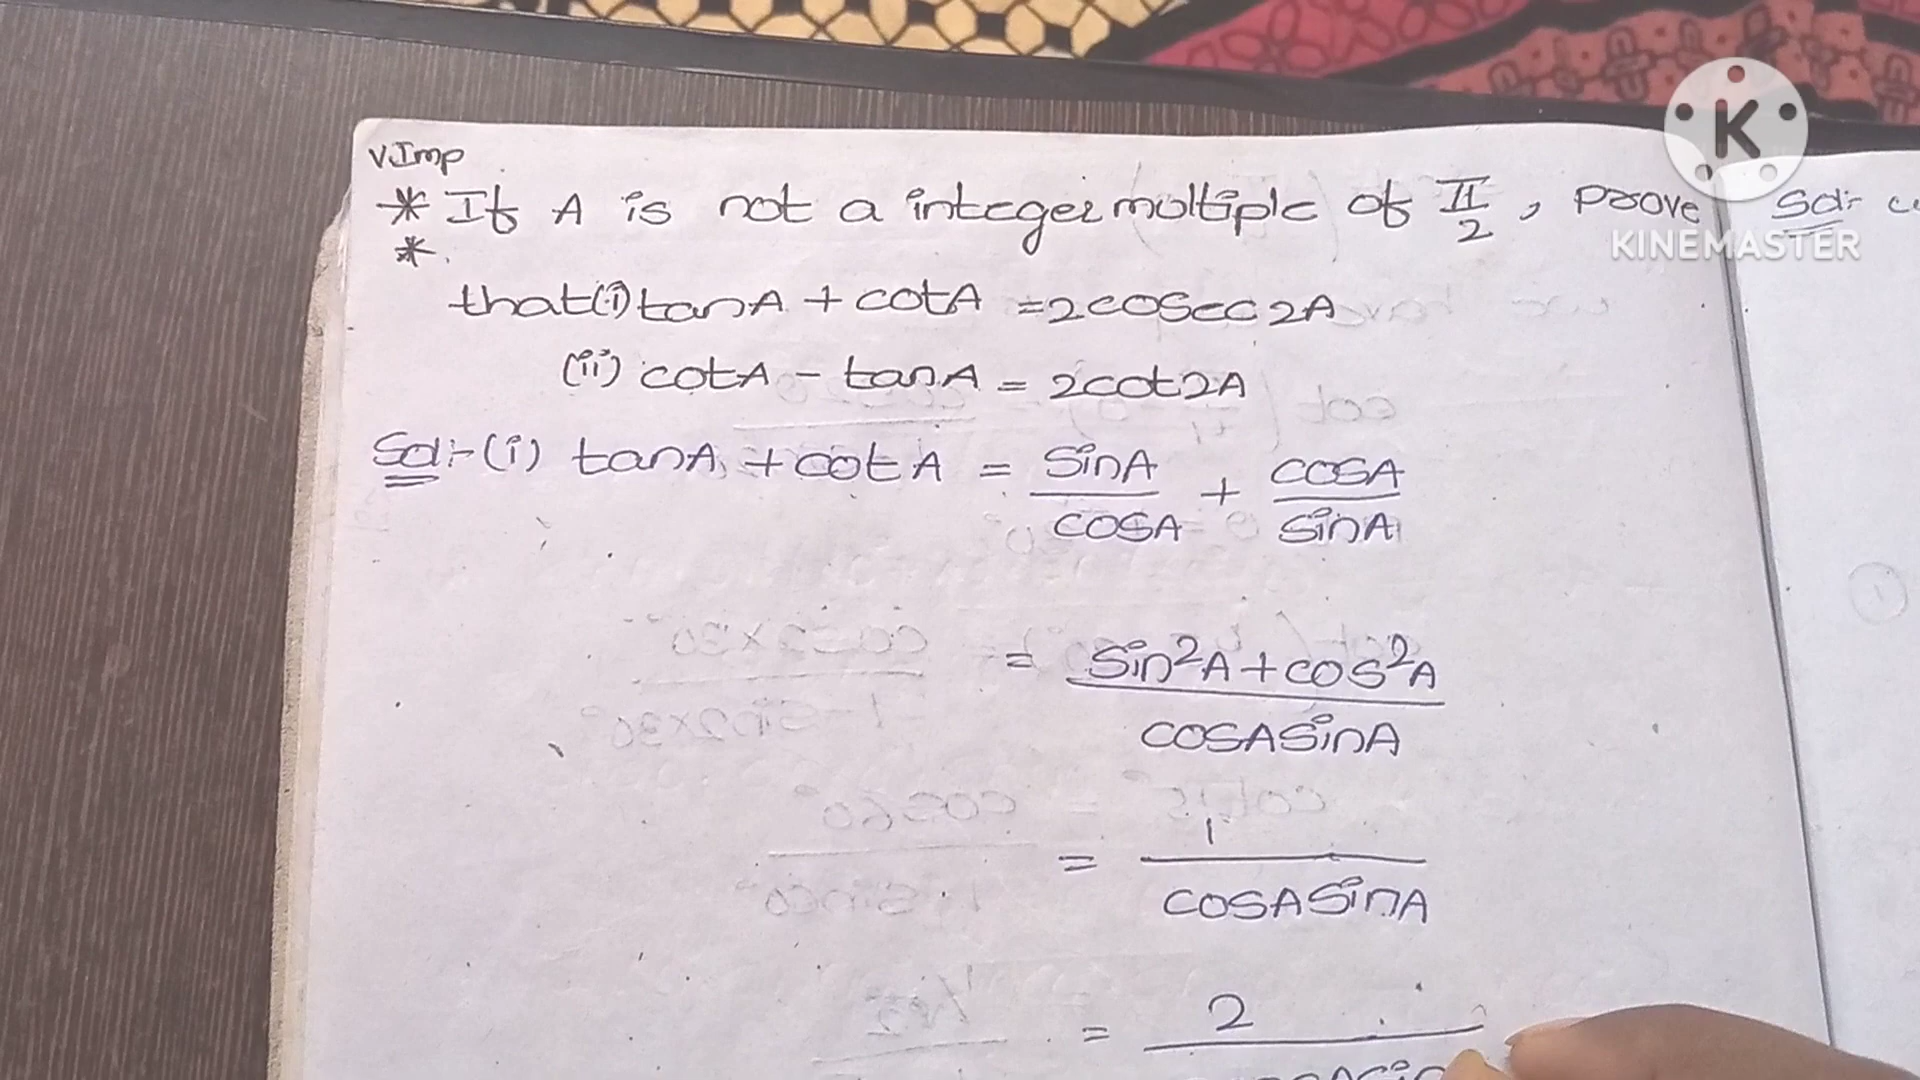 V.Imp
* If A is not a integer multiple of π/2, prove
*
that (i) tanA + cotA = 2cosec2A
(ii) cotA - tanA = 2cot2A
Sol:- (i) tanA + cotA = sinA/cosA + cosA/sinA
= sin²A + cos²A / cosAsinA
= 1 / cosAsinA
= 2
Sol:-
K
KINEMASTER